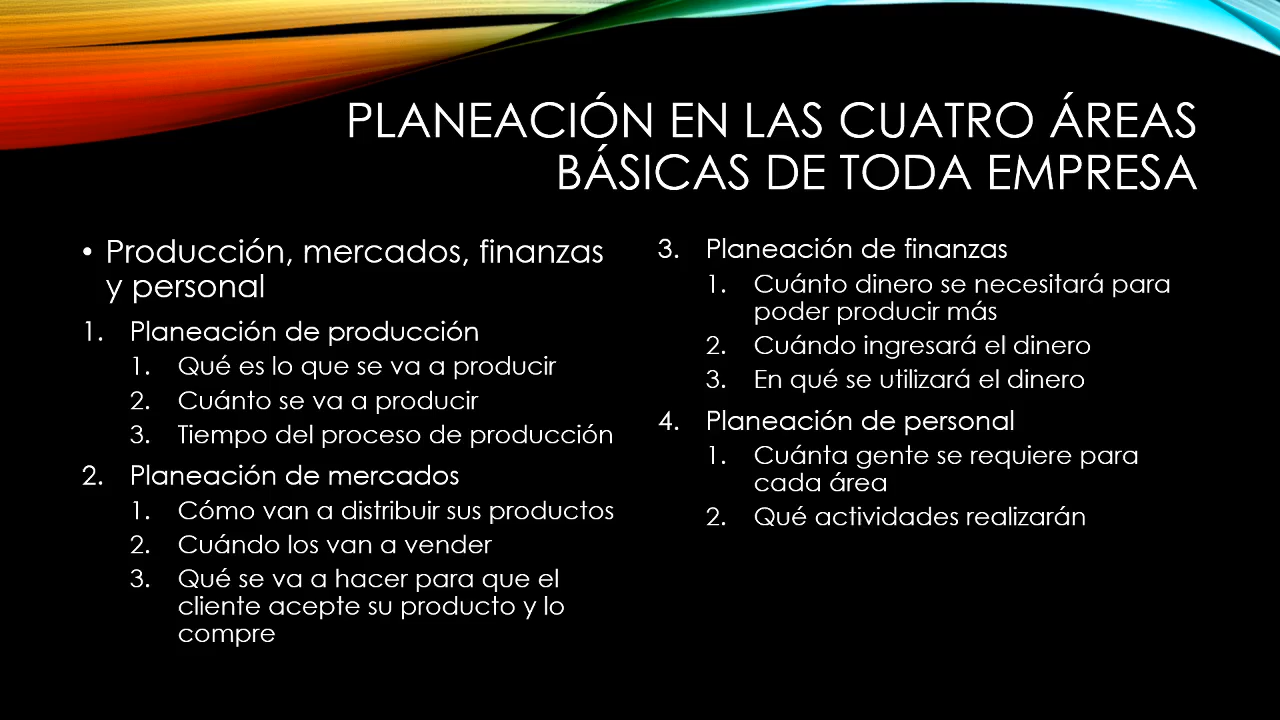 PLANEACIÓN EN LAS CUATRO ÁREAS
BÁSICAS DE TODA EMPRESA
• Producción, mercados, finanzas
y personal
1. Planeación de producción
1. Qué es lo que se va a producir
2. Cuánto se va a producir
3. Tiempo del proceso de producción
2. Planeación de mercados
1. Cómo van a distribuir sus productos
2. Cuándo los van a vender
3. Qué se va a hacer para que el
cliente acepte su producto y lo
compre
3. Planeación de finanzas
1. Cuánto dinero se necesitará para
poder producir más
2. Cuándo ingresará el dinero
3. En qué se utilizará el dinero
4. Planeación de personal
1. Cuánta gente se requiere para
cada área
2. Qué actividades realizarán